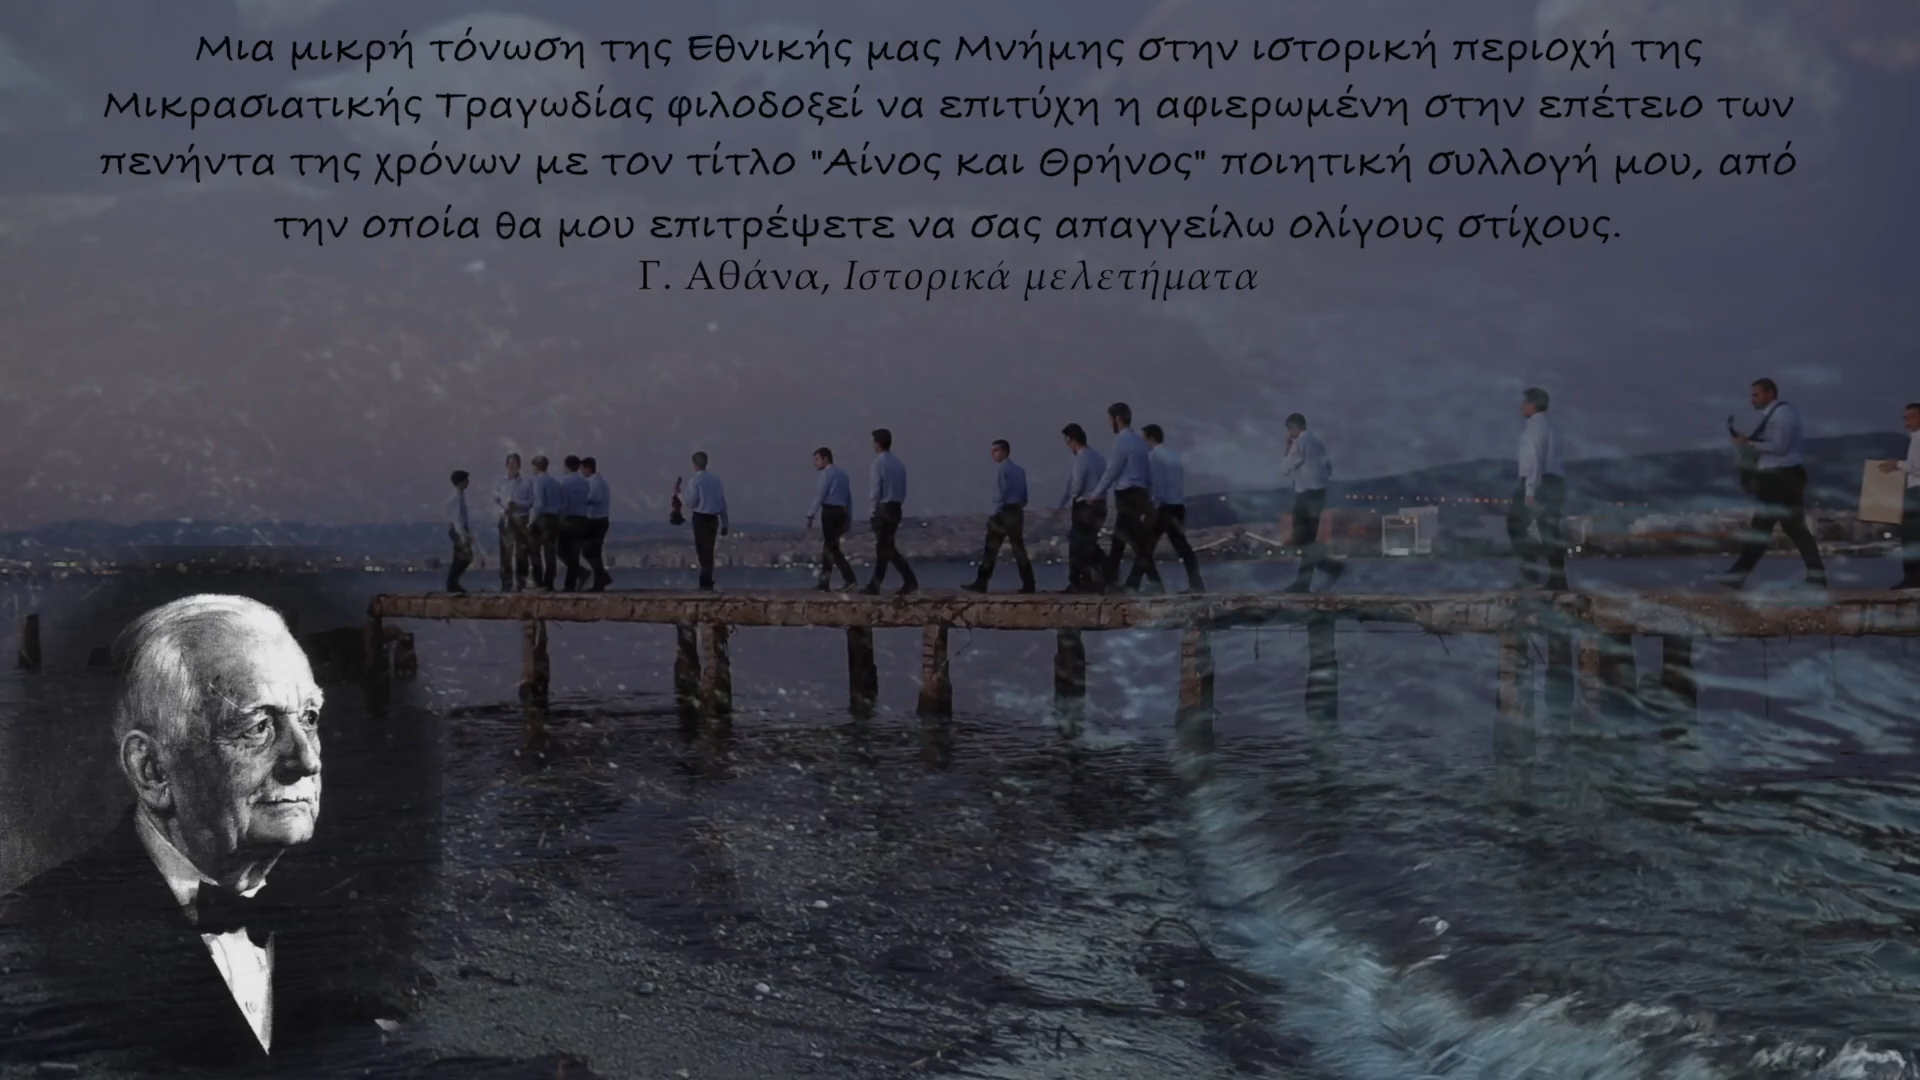 Μια μικρή τόνωση της Εθνικής μας Μνήμης στην ιστορική περιοχή της
Μικρασιατικής Τραγωδίας φιλοδοξεί να επιτύχη η αφιερωμένη στην επέτειο των
πενήντα της χρόνων με τον τίτλο "Αίνος και Θρήνος" ποιητική συλλογή μου, από
την οποία θα μου επιτρέψετε να σας απαγγείλω ολίγους στίχους.
Γ. Αθάνα, Ιστορικά μελετήματα